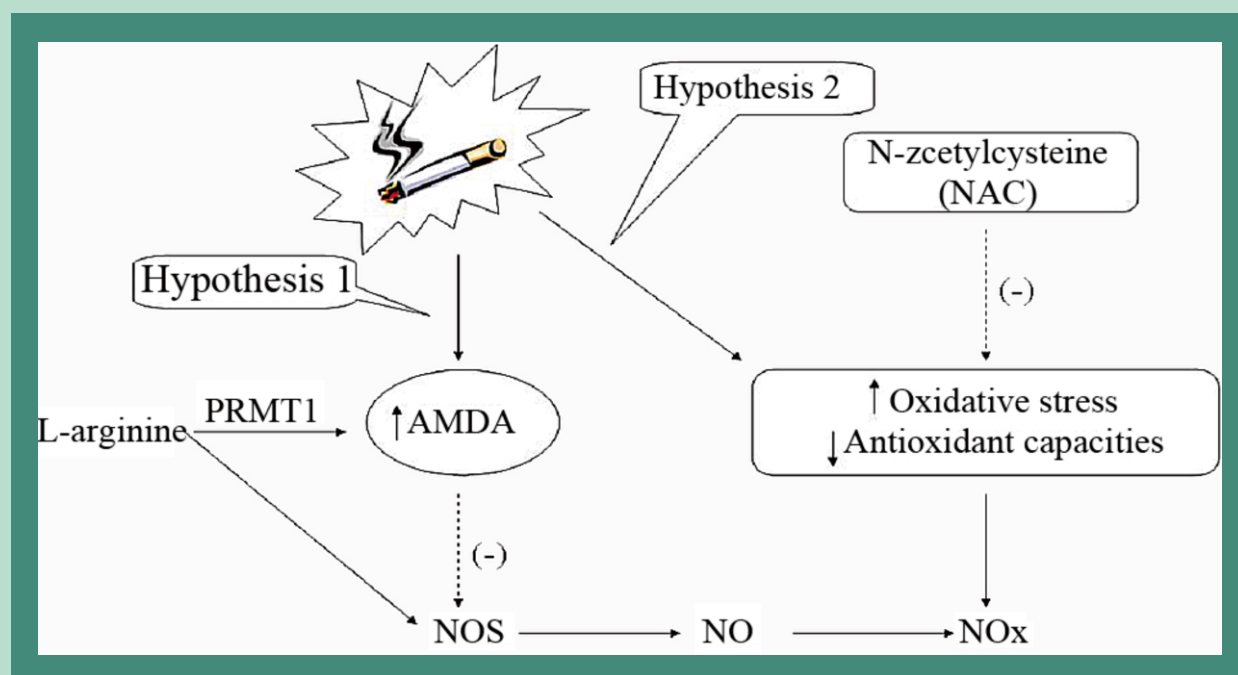 Hypothesis 2
N-zcetylcysteine
(NAC)
Hypothesis 1
(-)
L-arginine
PRMT1
↑AMDA
↑ Oxidative stress
↓ Antioxidant capacities
(-)
NOS
NO
NOx